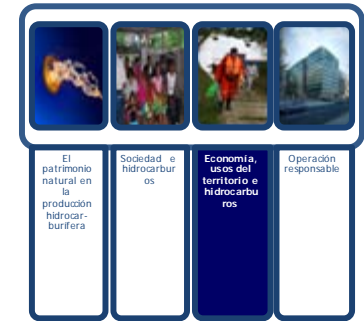 El
patrimonio
natural en
la
producción
hidrocar-
burífera
Sociedad e
hidrocarbur
os
Economía,
usos del
territorio e
hidrocarbu
ros
Operación
responsable